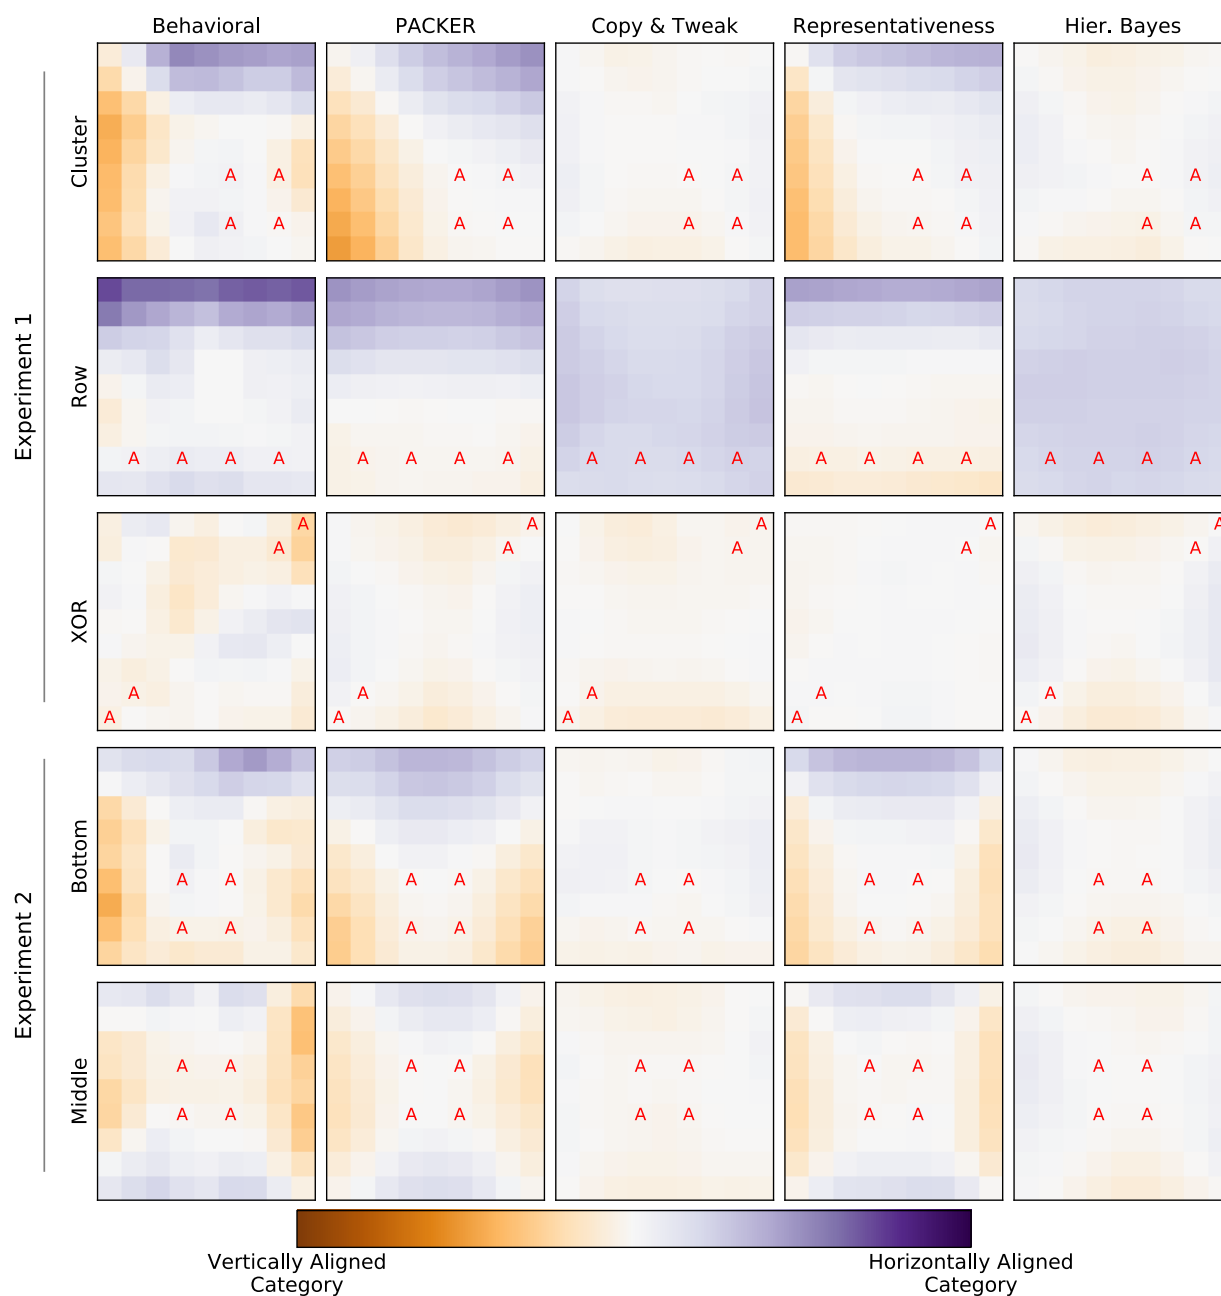 Behavioral PACKER Copy & Tweak Representativeness Hier. Bayes
Experiment 1
Cluster
A A A A A A A A A A
A A A A A A A A A A
Row
A A A A A A A A A A A A A A A A A A A A
XOR
A A A A A
A A A A A
A A A A A
A A A A A
Experiment 2
Bottom
A A A A A A A A A A
A A A A A A A A A A
Middle
A A A A A A A A A A
A A A A A A A A A A
Vertically Aligned
Category
Horizontally Aligned
Category